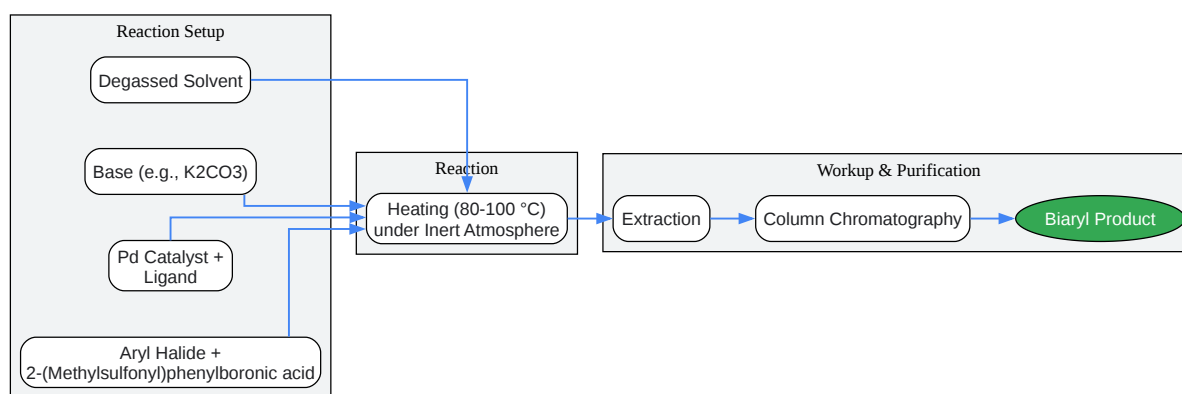 Reaction Setup
Degassed Solvent
Base (e.g., K2CO3)
Pd Catalyst +
Ligand
Aryl Halide +
2-(Methylsulfonyl)phenylboronic acid
Reaction
Heating (80-100 °C)
under Inert Atmosphere
Workup & Purification
Extraction
Column Chromatography
Biaryl Product